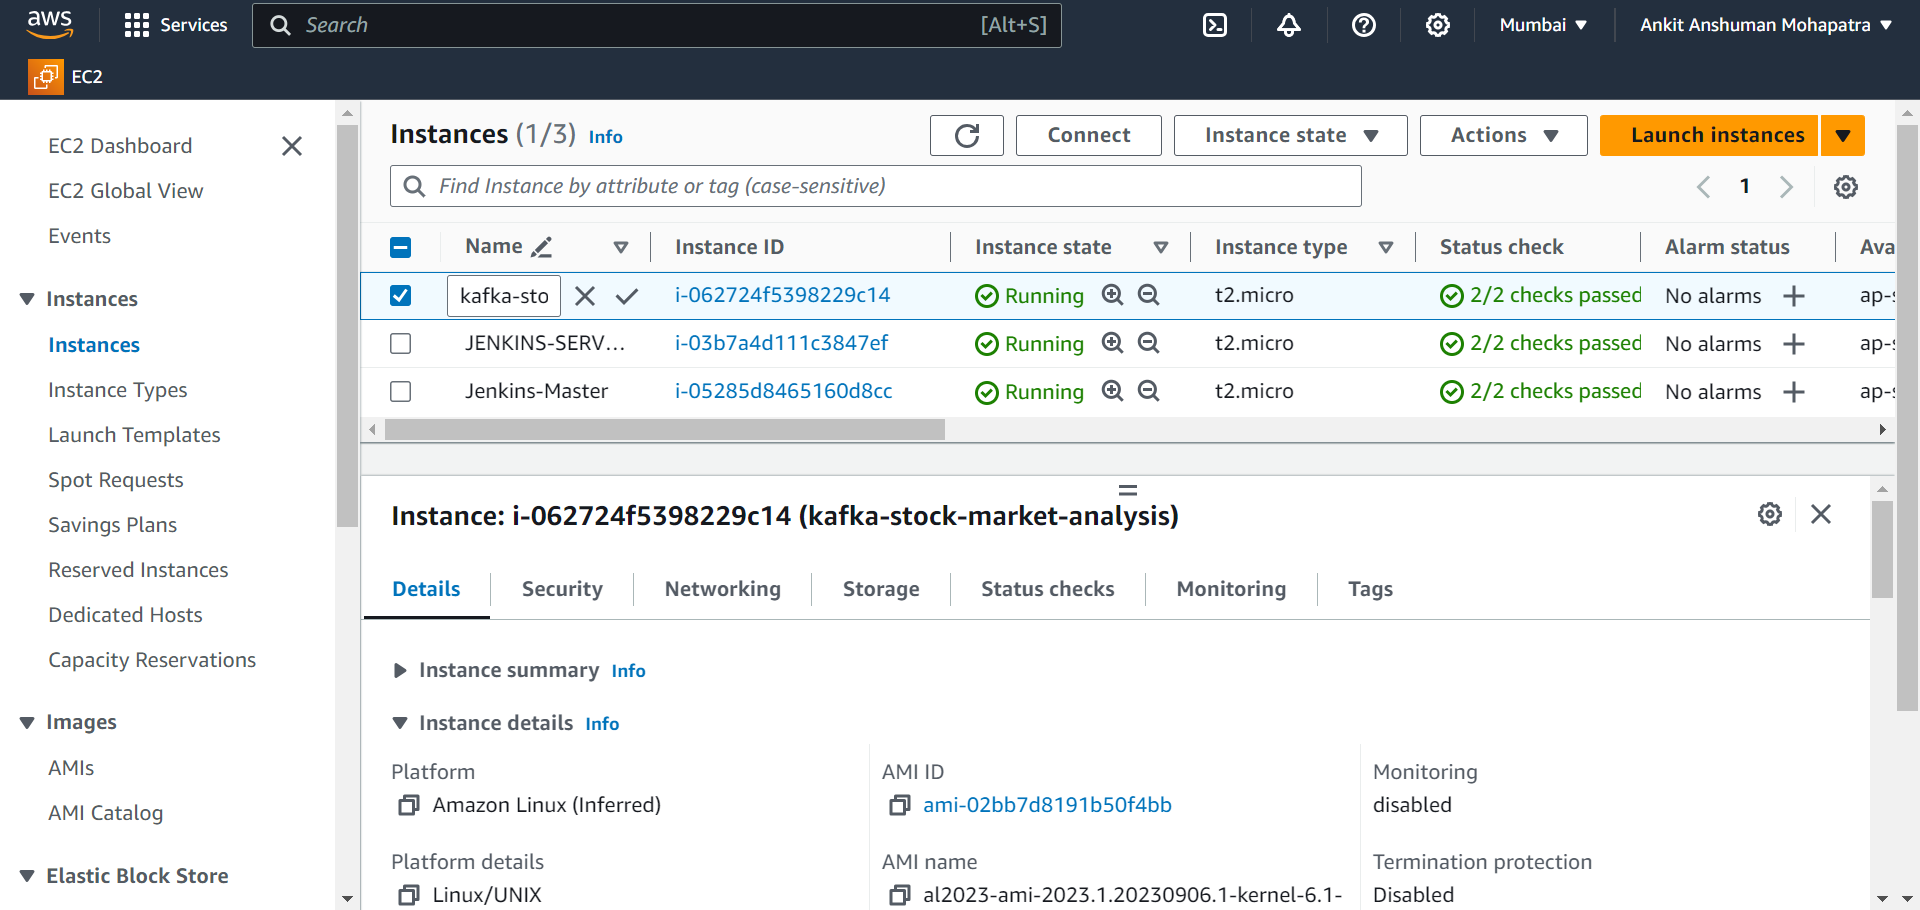 aws
Services
Search
[Alt+S]
Mumbai
Ankit Anshuman Mohapatra
EC2
EC2 Dashboard
EC2 Global View
Events
Instances
Instances
Instance Types
Launch Templates
Spot Requests
Savings Plans
Reserved Instances
Dedicated Hosts
Capacity Reservations
Images
AMIs
AMI Catalog
Elastic Block Store
Instances (1/3) Info
Connect
Instance state
Actions
Launch instances
Find Instance by attribute or tag (case-sensitive)
1
Name Instance ID Instance state Instance type Status check Alarm status Ava
kafka-sto i-062724f5398229c14 Running t2.micro 2/2 checks passed No alarms ap-s
JENKINS-SERV... i-03b7a4d111c3847ef Running t2.micro 2/2 checks passed No alarms ap-s
Jenkins-Master i-05285d8465160d8cc Running t2.micro 2/2 checks passed No alarms ap-s
Instance: i-062724f5398229c14 (kafka-stock-market-analysis)
Details Security Networking Storage Status checks Monitoring Tags
Instance summary Info
Instance details Info
Platform
Amazon Linux (Inferred)
AMI ID
ami-02bb7d8191b50f4bb
Monitoring
disabled
Platform details
Linux/UNIX
AMI name
al2023-ami-2023.1.20230906.1-kernel-6.1-
Termination protection
Disabled